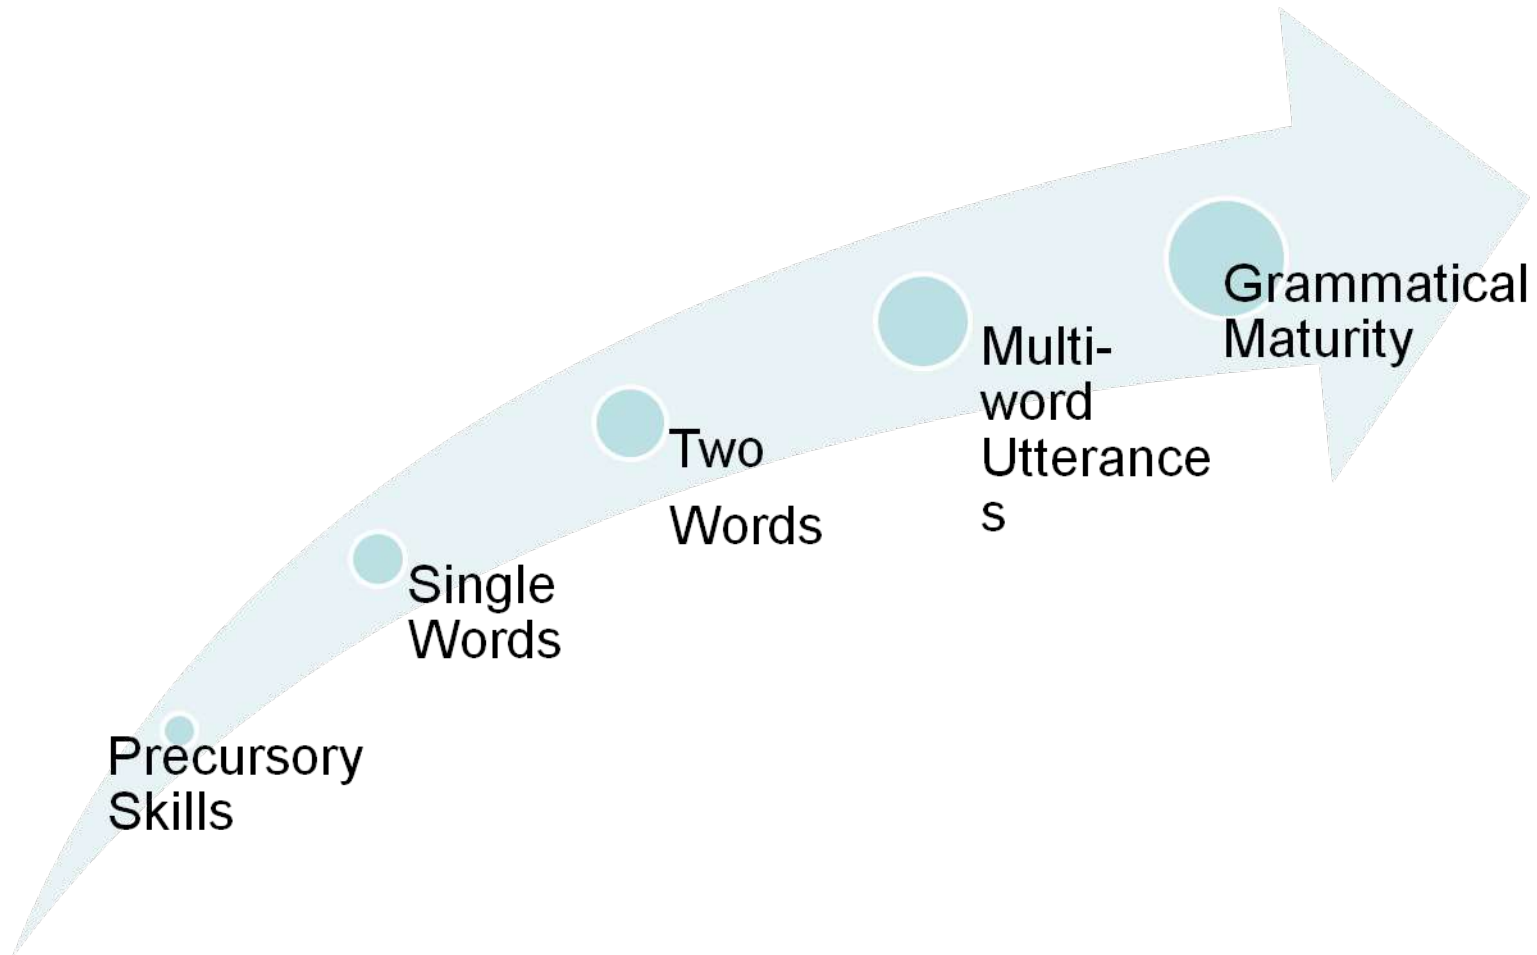 Precursory
Skills
Single
Words
Two
Words
Multi-
word
Utterance
s
Grammatical
Maturity